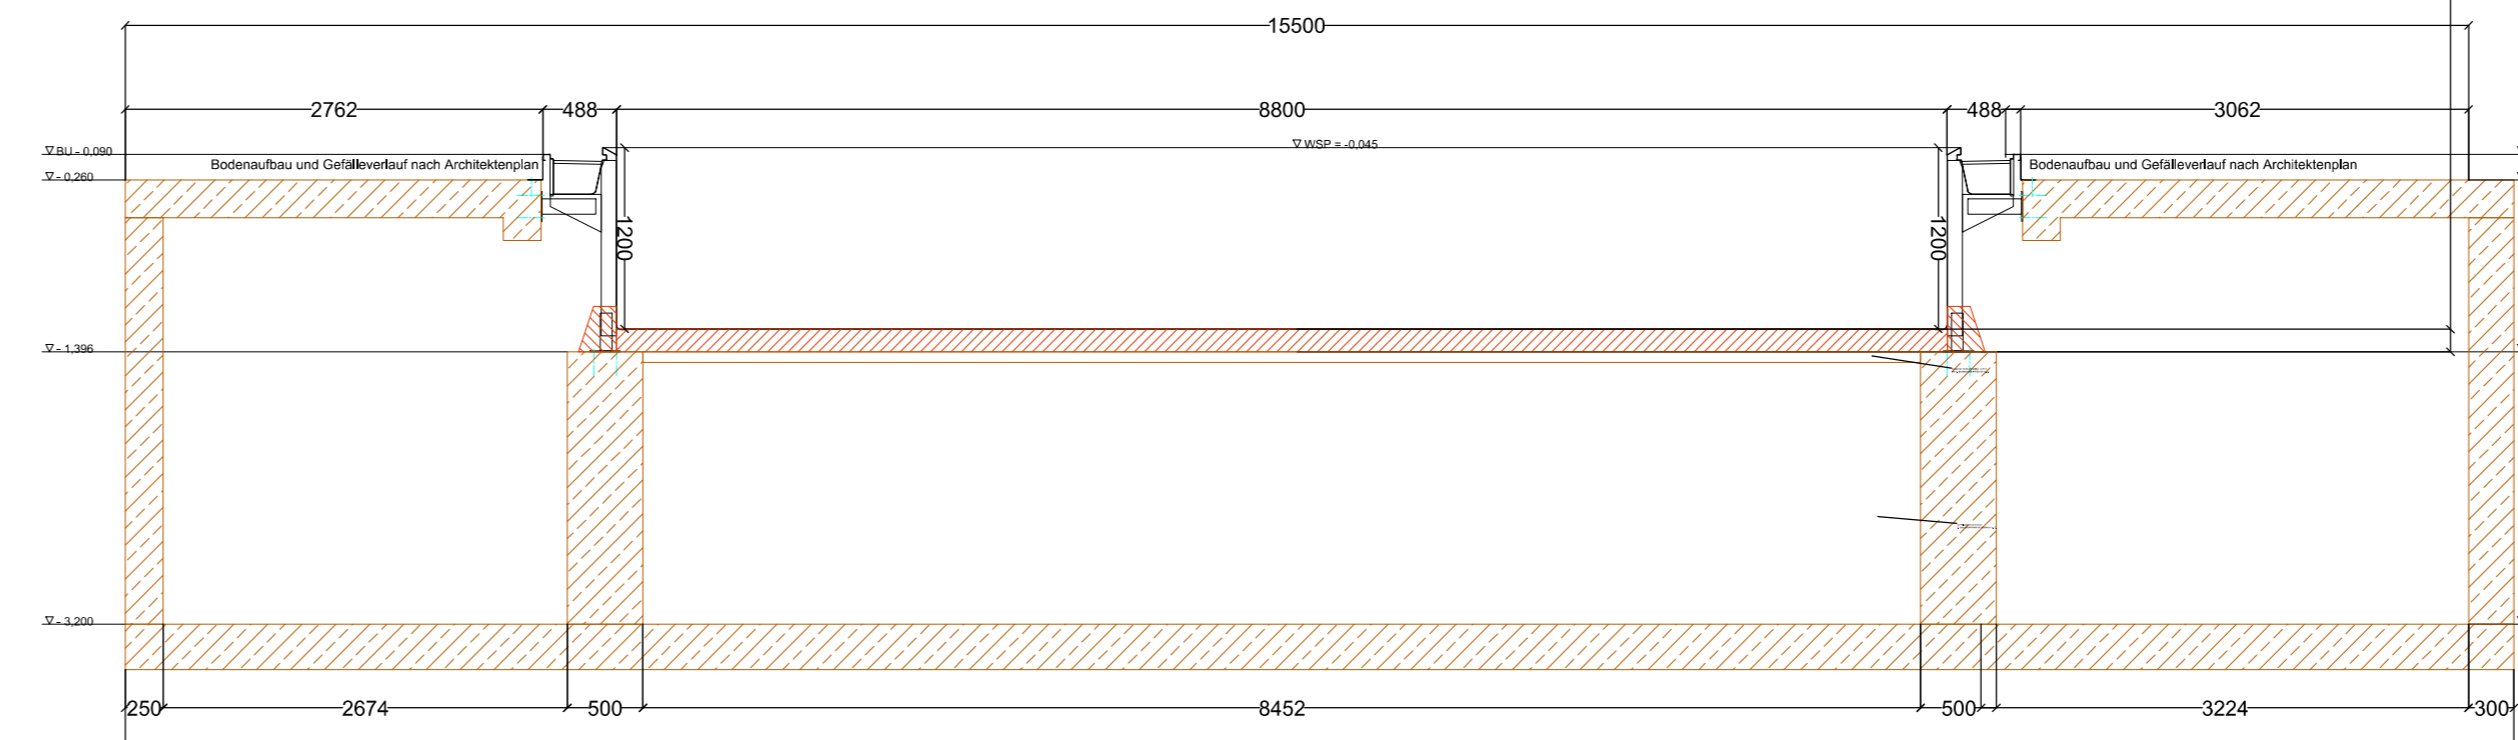 15500
2762 488 8800 488 3062
▽ BU - 0,090
▽ WSP = -0,045
Bodenaufbau und Gefälleverlauf nach Architektenplan
Bodenaufbau und Gefälleverlauf nach Architektenplan
▽ - 0,260
1200
1200
▽ - 1,396
▽ - 3,200
250 2674 500 8452 500 3224 300